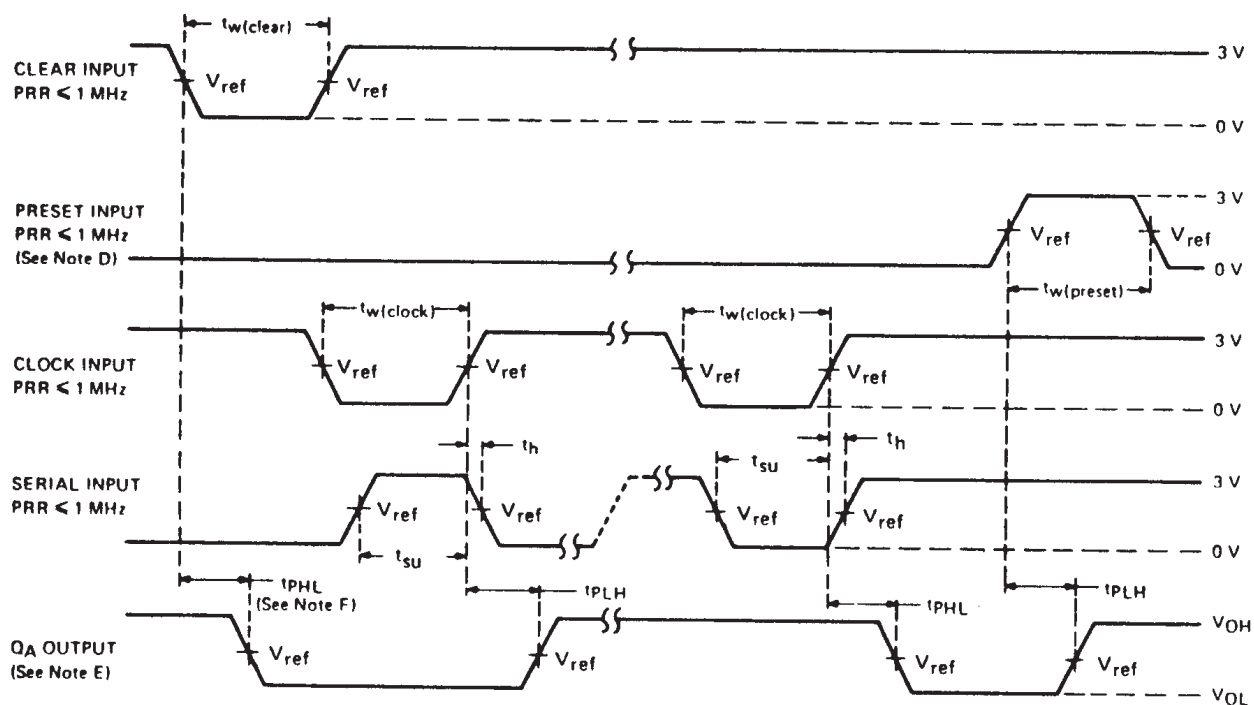 tw(clear)
CLEAR INPUT
PRR ≤ 1 MHz
Vref
Vref
3 V
0 V
PRESET INPUT
PRR ≤ 1 MHz
(See Note D)
3 V
Vref
Vref
0 V
tw(preset)
tw(clock)
tw(clock)
CLOCK INPUT
PRR ≤ 1 MHz
Vref
Vref
Vref
Vref
3 V
0 V
th
tsu
th
SERIAL INPUT
PRR ≤ 1 MHz
Vref
Vref
Vref
Vref
3 V
0 V
tsu
tPHL
(See Note F)
tPLH
tPHL
tPLH
QA OUTPUT
(See Note E)
Vref
Vref
Vref
Vref
VOH
VOL